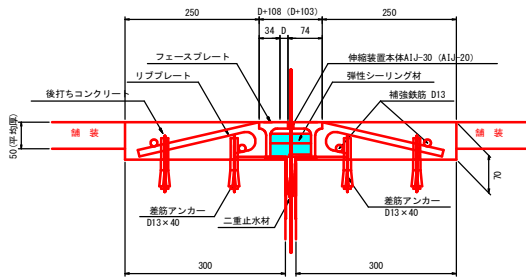 250
D+108 (D+103)
250
34
D
74
フェースプレート
伸縮装置本体AIJ-30 (AIJ-20)
リブプレート
弾性シーリング材
後打ちコンクリート
補強鉄筋 D13
舗 装
舗 装
50(平均厚)
70
差筋アンカー
D13×40
二重止水材
差筋アンカー
D13×40
300
300